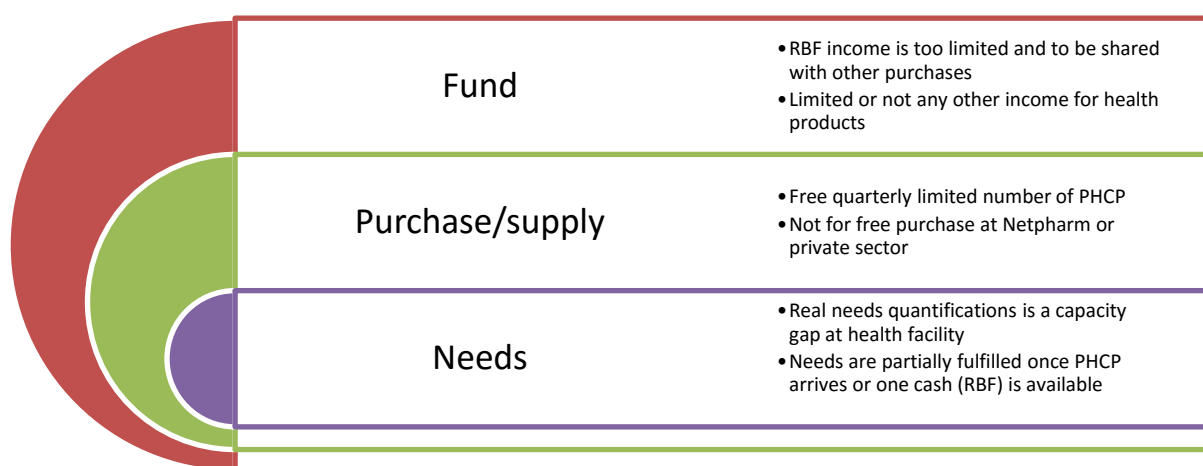 Fund
•RBF income is too limited and to be shared
with other purchases
•Limited or not any other income for health
products
Purchase/supply
•Free quarterly limited number of PHCP
•Not for free purchase at Netpharm or
private sector
Needs
•Real needs quantifications is a capacity
gap at health facility
•Needs are partially fulfilled once PHCP
arrives or one cash (RBF) is available